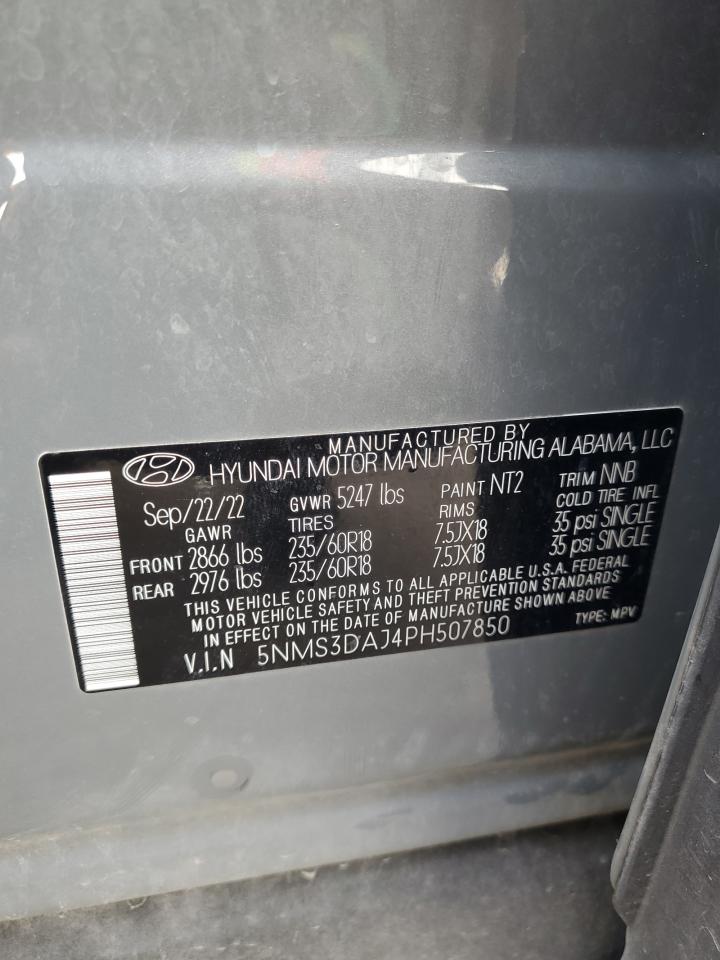 MANUFACTURED BY
HYUNDAI MOTOR MANUFACTURING ALABAMA, LLC
Sep/22/22 GVWR 5247 lbs PAINT NT2 TRIM NNB
GAWR TIRES RIMS COLD TIRE INFL
FRONT 2866 lbs 235/60R18 7.5JX18 35 psi SINGLE
REAR 2976 lbs 235/60R18 7.5JX18 35 psi SINGLE
THIS VEHICLE CONFORMS TO ALL APPLICABLE U.S.A. FEDERAL
MOTOR VEHICLE SAFETY AND THEFT PREVENTION STANDARDS
IN EFFECT ON THE DATE OF MANUFACTURE SHOWN ABOVE
V.I.N 5NMS3DAJ4PH507850 TYPE: MPV